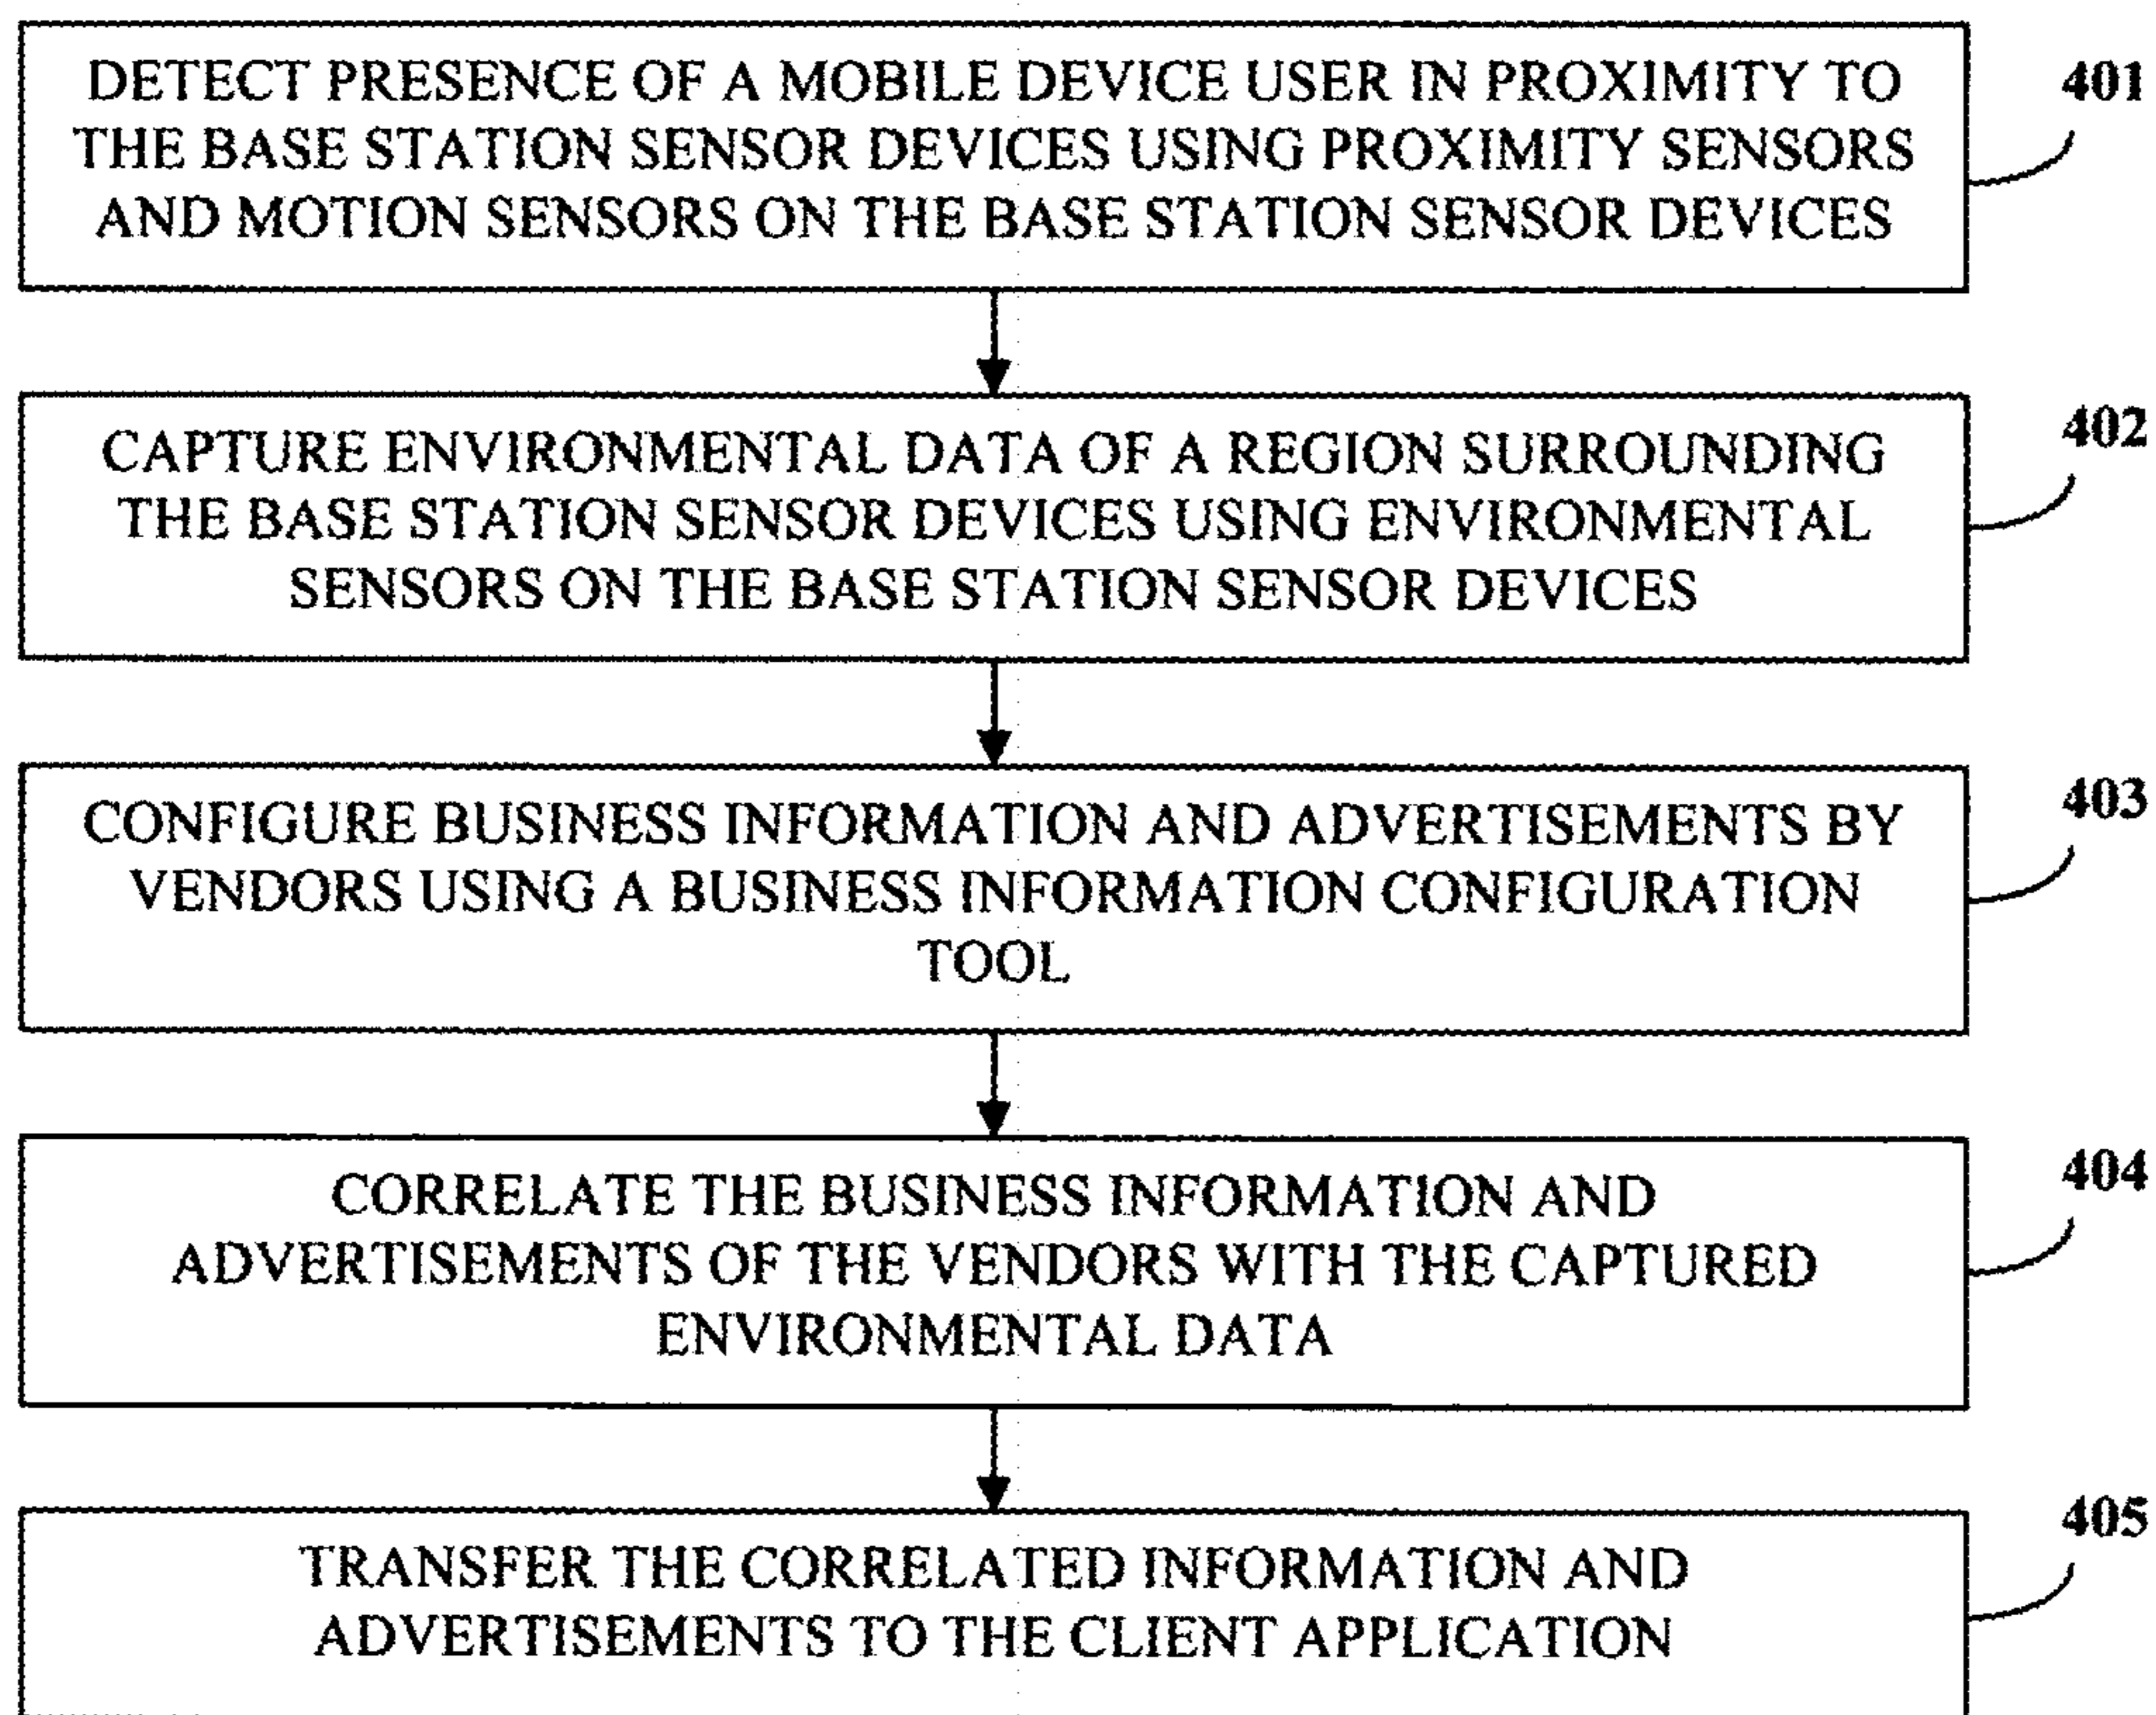 DETECT PRESENCE OF A MOBILE DEVICE USER IN PROXIMITY TO
THE BASE STATION SENSOR DEVICES USING PROXIMITY SENSORS
AND MOTION SENSORS ON THE BASE STATION SENSOR DEVICES
401
CAPTURE ENVIRONMENTAL DATA OF A REGION SURROUNDING
THE BASE STATION SENSOR DEVICES USING ENVIRONMENTAL
SENSORS ON THE BASE STATION SENSOR DEVICES
402
CONFIGURE BUSINESS INFORMATION AND ADVERTISEMENTS BY
VENDORS USING A BUSINESS INFORMATION CONFIGURATION
TOOL
403
CORRELATE THE BUSINESS INFORMATION AND
ADVERTISEMENTS OF THE VENDORS WITH THE CAPTURED
ENVIRONMENTAL DATA
404
TRANSFER THE CORRELATED INFORMATION AND
ADVERTISEMENTS TO THE CLIENT APPLICATION
405